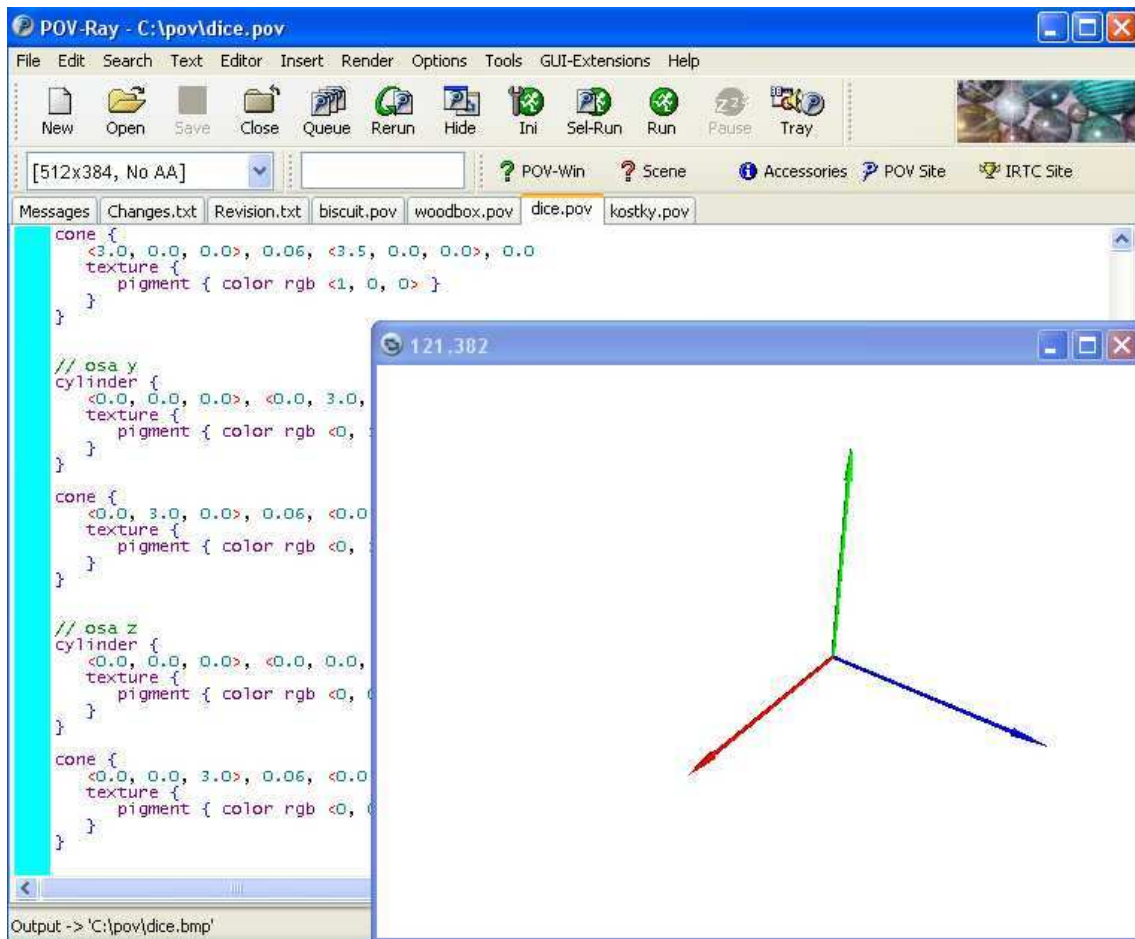 POV-Ray - C:\pov\dice.pov
File Edit Search Text Editor Insert Render Options Tools GUI-Extensions Help
New Open Save Close Queue Rerun Hide Ini Sel-Run Run Pause Tray
[512x384, No AA] ? POV-Win ? Scene Accessories POV Site IRTC Site
Messages Changes.txt Revision.txt biscuit.pov woodbox.pov dice.pov kostky.pov
cone {
<3.0, 0.0, 0.0>, 0.06, <3.5, 0.0, 0.0>, 0.0
texture {
pigment { color rgb <1, 0, 0> }
}
}
121,382
// osa y
cylinder {
<0.0, 0.0, 0.0>, <0.0, 3.0,
texture {
pigment { color rgb <0,
}
}
cone {
<0.0, 3.0, 0.0>, 0.06, <0.0
texture {
pigment { color rgb <0,
}
}
// osa z
cylinder {
<0.0, 0.0, 0.0>, <0.0, 0.0,
texture {
pigment { color rgb <0,
}
}
cone {
<0.0, 0.0, 3.0>, 0.06, <0.0
texture {
pigment { color rgb <0,
}
}
Output -> 'C:\pov\dice.bmp'